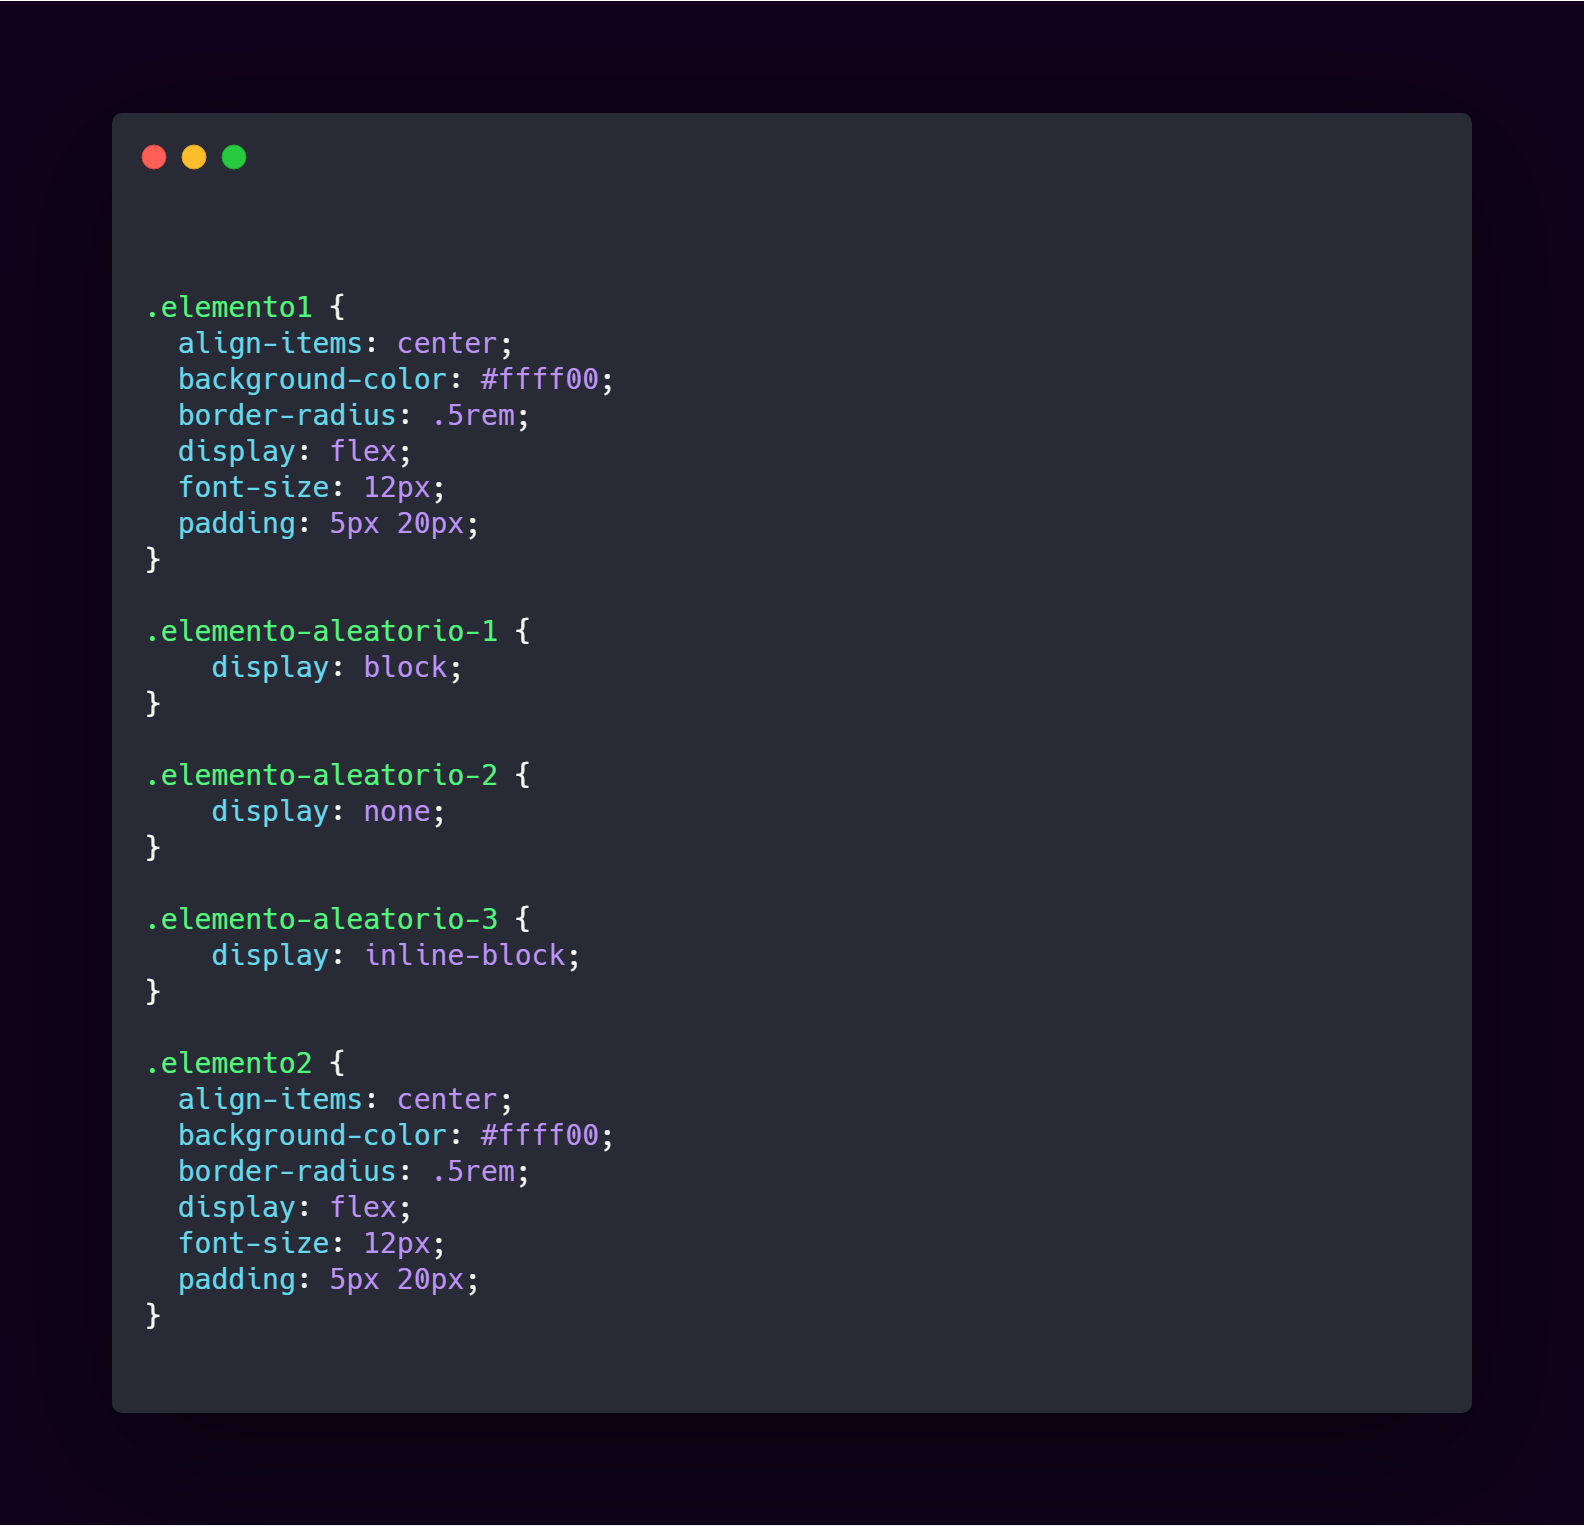 .elemento1 {
  align-items: center;
  background-color: #ffff00;
  border-radius: .5rem;
  display: flex;
  font-size: 12px;
  padding: 5px 20px;
}

.elemento-aleatorio-1 {
    display: block;
}

.elemento-aleatorio-2 {
    display: none;
}

.elemento-aleatorio-3 {
    display: inline-block;
}

.elemento2 {
  align-items: center;
  background-color: #ffff00;
  border-radius: .5rem;
  display: flex;
  font-size: 12px;
  padding: 5px 20px;
}